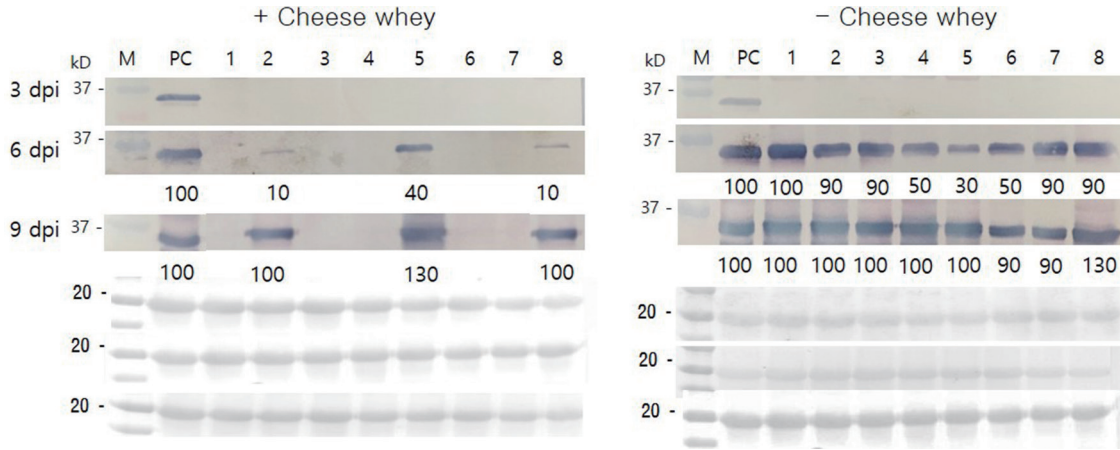 + Cheese whey
kD M PC 1 2 3 4 5 6 7 8
3 dpi 37 -
6 dpi 37 -
100 10 40 10
9 dpi 37 -
100 100 130 100
20 -
20 -
20 -
− Cheese whey
kD M PC 1 2 3 4 5 6 7 8
37 -
37 -
100 100 90 90 50 30 50 90 90
37 -
100 100 100 100 100 100 90 90 130
20 -
20 -
20 -